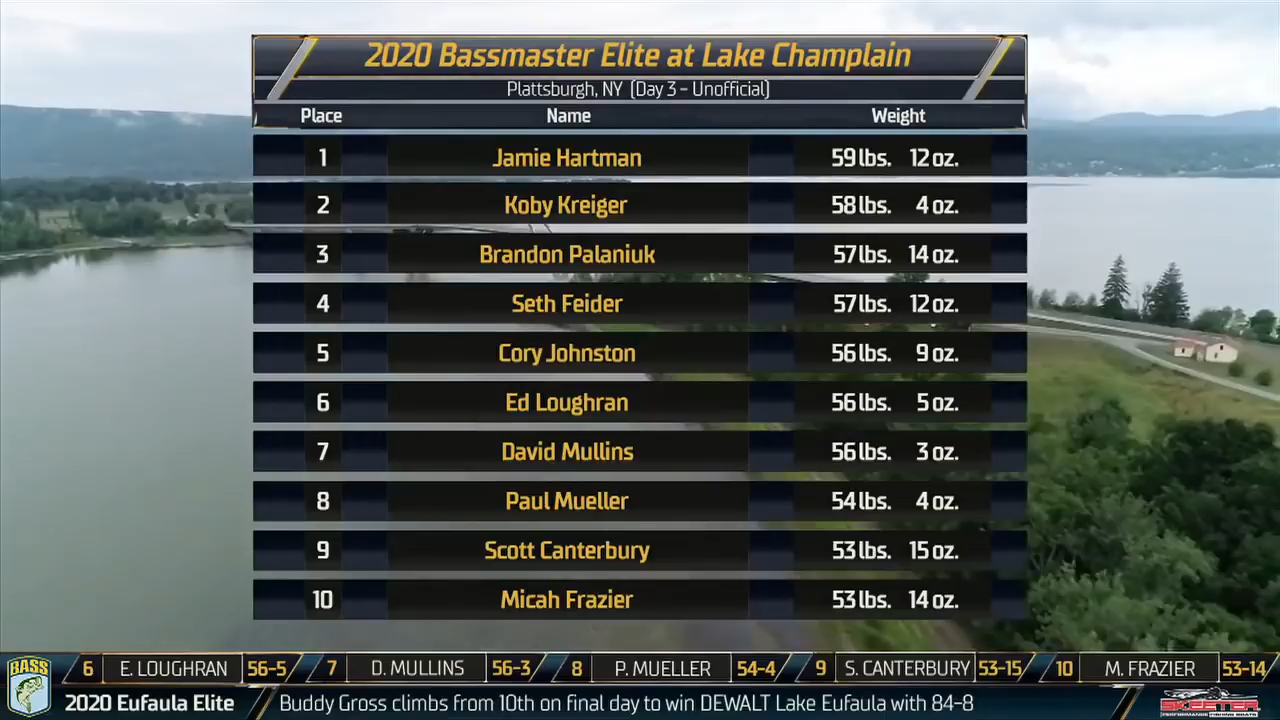 2020 Bassmaster Elite at Lake Champlain
Plattsburgh, NY (Day 3 - Unofficial)
Place Name Weight
1 Jamie Hartman 59 lbs. 12 oz.
2 Koby Kreiger 58 lbs. 4 oz.
3 Brandon Palaniuk 57 lbs. 14 oz.
4 Seth Feider 57 lbs. 12 oz.
5 Cory Johnston 56 lbs. 9 oz.
6 Ed Loughran 56 lbs. 5 oz.
7 David Mullins 56 lbs. 3 oz.
8 Paul Mueller 54 lbs. 4 oz.
9 Scott Canterbury 53 lbs. 15 oz.
10 Micah Frazier 53 lbs. 14 oz.
BASS 6 E. LOUGHRAN 56-5 7 D. MULLINS 56-3 8 P. MUELLER 54-4 9 S. CANTERBURY 53-15 10 M. FRAZIER 53-14
2020 Eufaula Elite Buddy Gross climbs from 10th on final day to win DEWALT Lake Eufaula with 84-8
SKEETER
PERFORMANCE FISHING BOATS